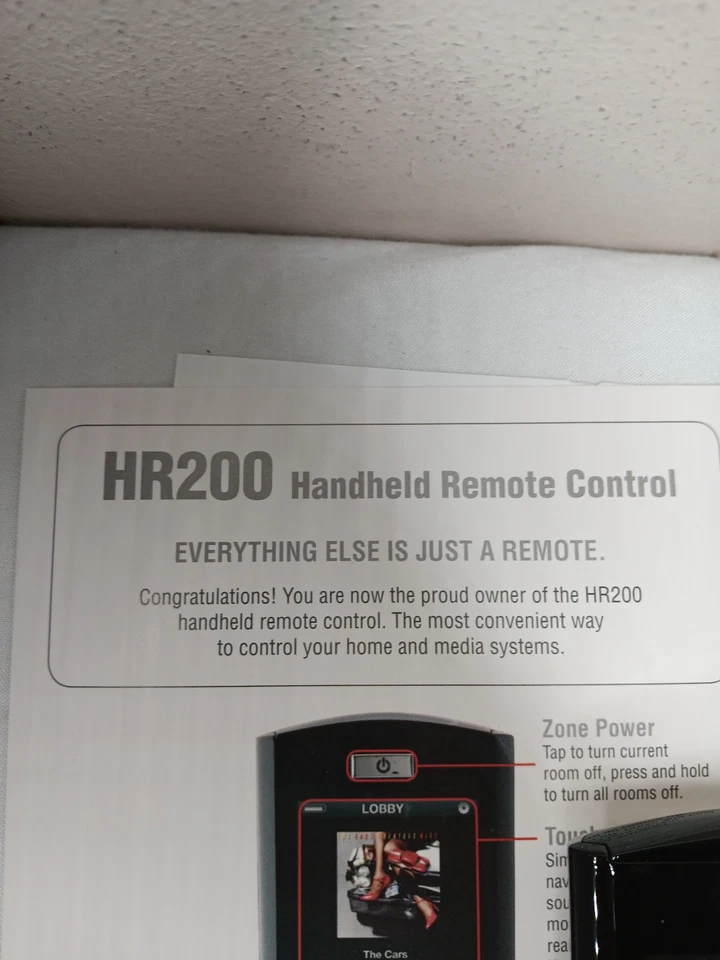 HR200 Handheld Remote Control
EVERYTHING ELSE IS JUST A REMOTE.
Congratulations! You are now the proud owner of the HR200
handheld remote control. The most convenient way
to control your home and media systems.
Zone Power
Tap to turn current
room off, press and hold
to turn all rooms off.
LOBBY
The Cars